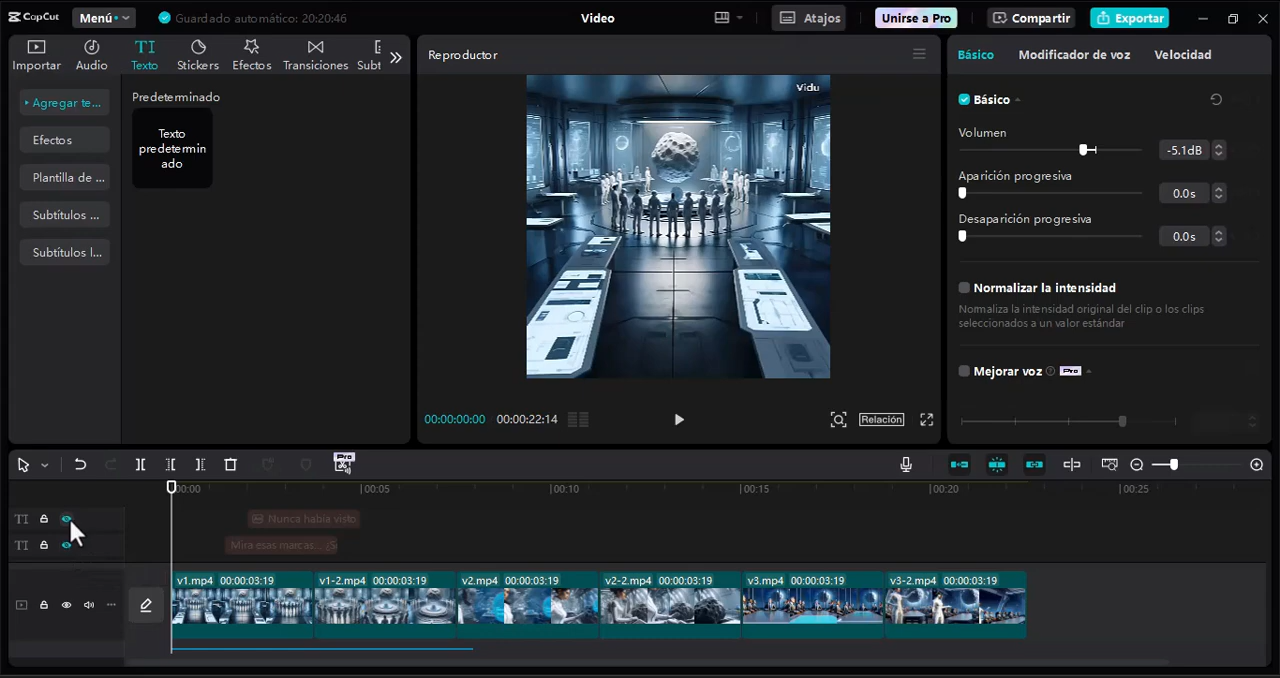 CapCut Menú Guardado automático: 20:20:46 Video Atajos Unirse a Pro Compartir Exportar
Importar Audio Texto Stickers Efectos Transiciones Subt
TI
Agregar te...
Efectos
Plantilla de ...
Subtítulos ...
Subtítulos l...
Predeterminado
Texto
predetermin
ado
Reproductor
Vidu
00:00:00:00 00:00:22:14 Relación
Básico Modificador de voz Velocidad
Básico
Volumen
-5.1dB
Aparición progresiva
0.0s
Desaparición progresiva
0.0s
Normalizar la intensidad
Normaliza la intensidad original del clip o los clips
seleccionados a un valor estándar
Mejorar voz Pro
Pro
00:00 00:05 00:10 00:15 00:20 00:25
TI Nunca había visto
TI Mira esas marcas...
v1.mp4 00:00:03:19 v1-2.mp4 00:00:03:19 v2.mp4 00:00:03:19 v2-2.mp4 00:00:03:19 v3.mp4 00:00:03:19 v3-2.mp4 00:00:03:19